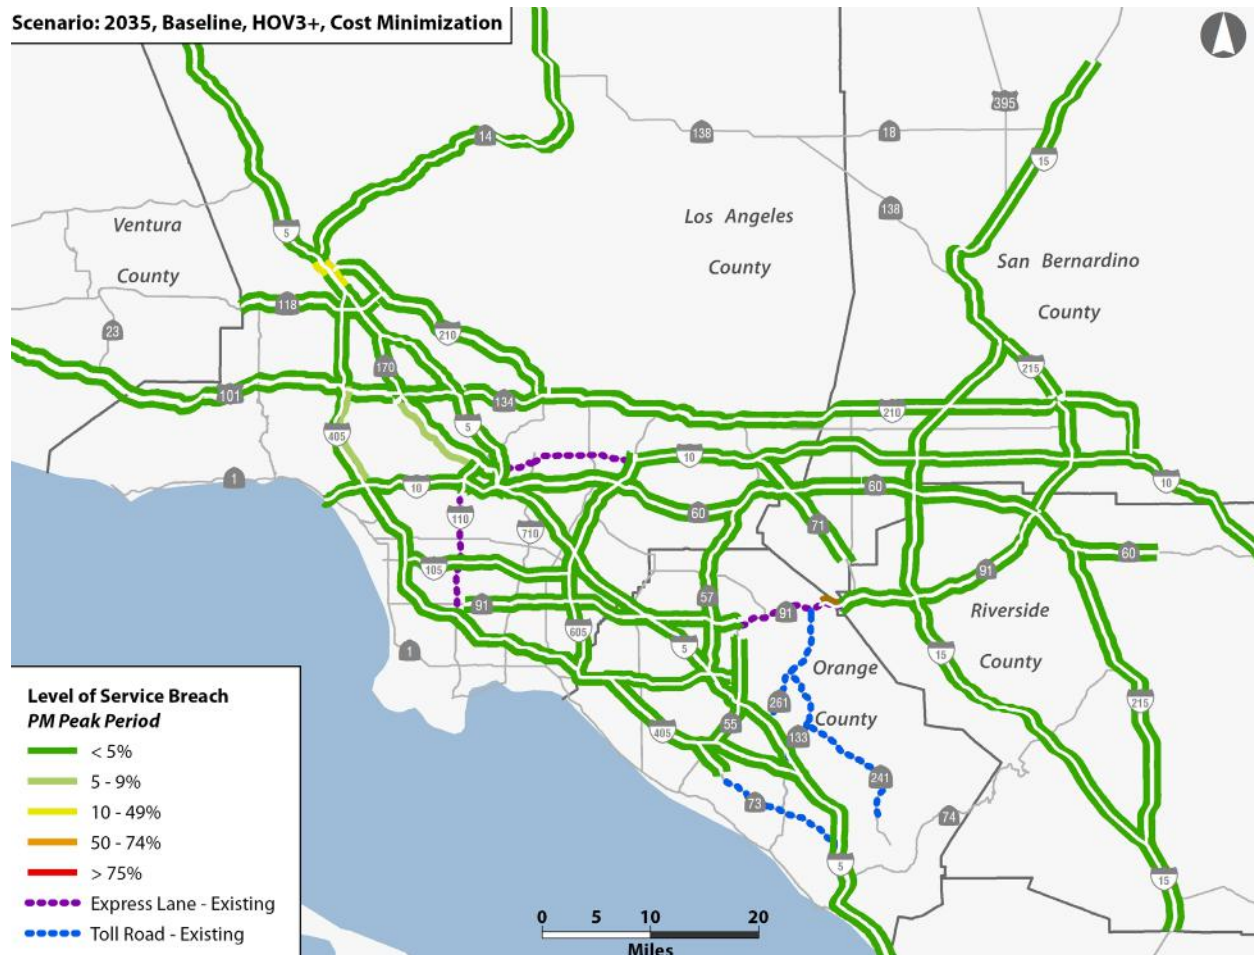 Scenario: 2035, Baseline, HOV3+, Cost Minimization
395
14
138
18
15
138
Ventura
County
Los Angeles
County
5
San Bernardino
County
118
23
210
170
215
101
134
210
405
5
10
1
10
60
10
110
60
71
710
105
60
91
57
91
91
Riverside
County
605
5
15
1
Orange
County
261
215
55
405
133
241
73
74
5
15
Level of Service Breach
PM Peak Period
< 5%
5 - 9%
10 - 49%
50 - 74%
> 75%
Express Lane - Existing
Toll Road - Existing
0 5 10 20
Miles